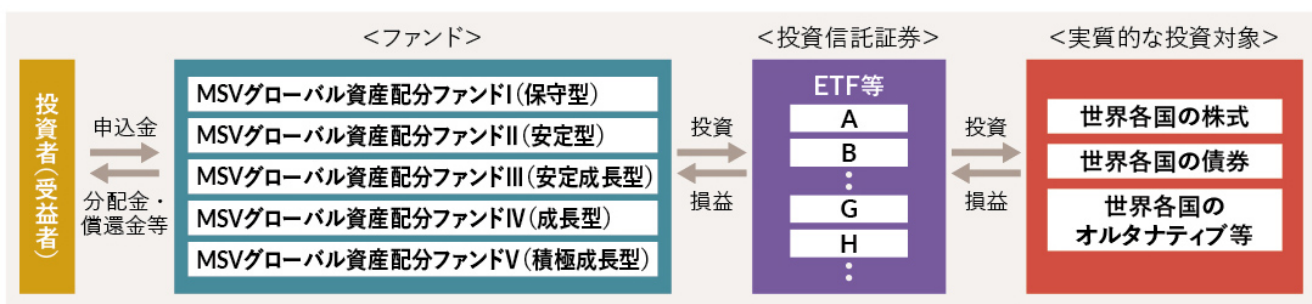 <ファンド>
<投資信託証券>
<実質的な投資対象>
投資者(受益者)
申込金
分配金・
償還金等
MSVグローバル資産配分ファンドI(保守型)
MSVグローバル資産配分ファンドII(安定型)
MSVグローバル資産配分ファンドIII(安定成長型)
MSVグローバル資産配分ファンドIV(成長型)
MSVグローバル資産配分ファンドV(積極成長型)
投資
損益
ETF等
A
B
:
G
H
:
投資
損益
世界各国の株式
世界各国の債券
世界各国の
オルタナティブ等